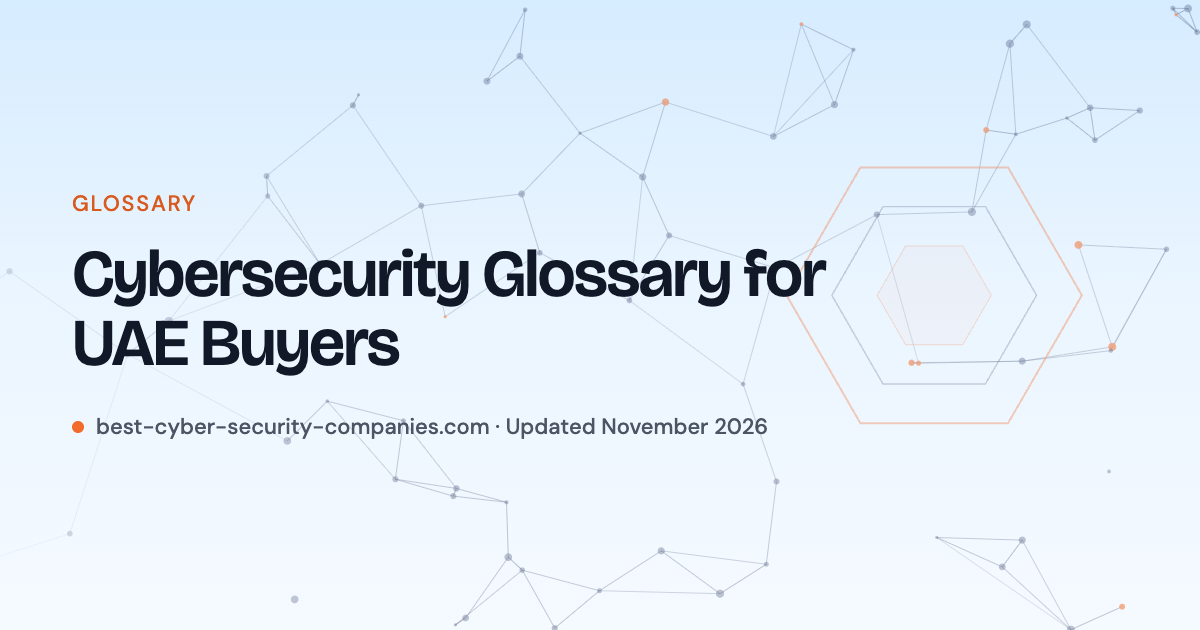 GLOSSARY
Cybersecurity Glossary for
UAE Buyers
best-cyber-security-companies.com · Updated November 2026